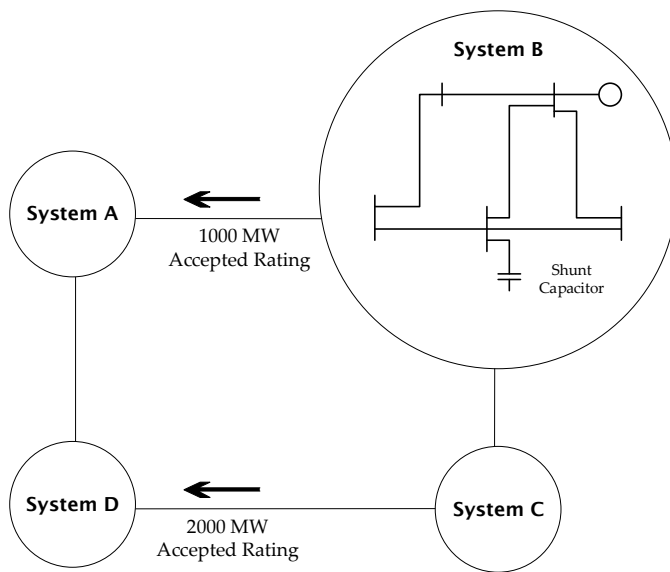 System B
System A
1000 MW
Accepted Rating
Shunt
Capacitor
System D
System C
2000 MW
Accepted Rating